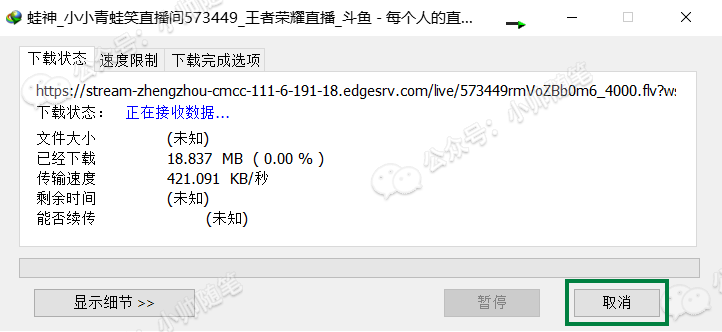 蛙神_小小青蛙笑直播间573449_王者荣耀直播_斗鱼 - 每个人的直...
下载状态 速度限制 下载完成选项
https://stream-zhengzhou-cmcc-111-6-191-18.edgesrv.com/live/573449rmVoZBb0m6_4000.flv?ws
下载状态： 正在接收数据...
文件大小 (未知)
已经下载 18.837 MB ( 0.00 % )
传输速度 421.091 KB/秒
剩余时间 (未知)
能否续传 (未知)
显示细节 >> 暂停 取消
公众号：小帅随笔